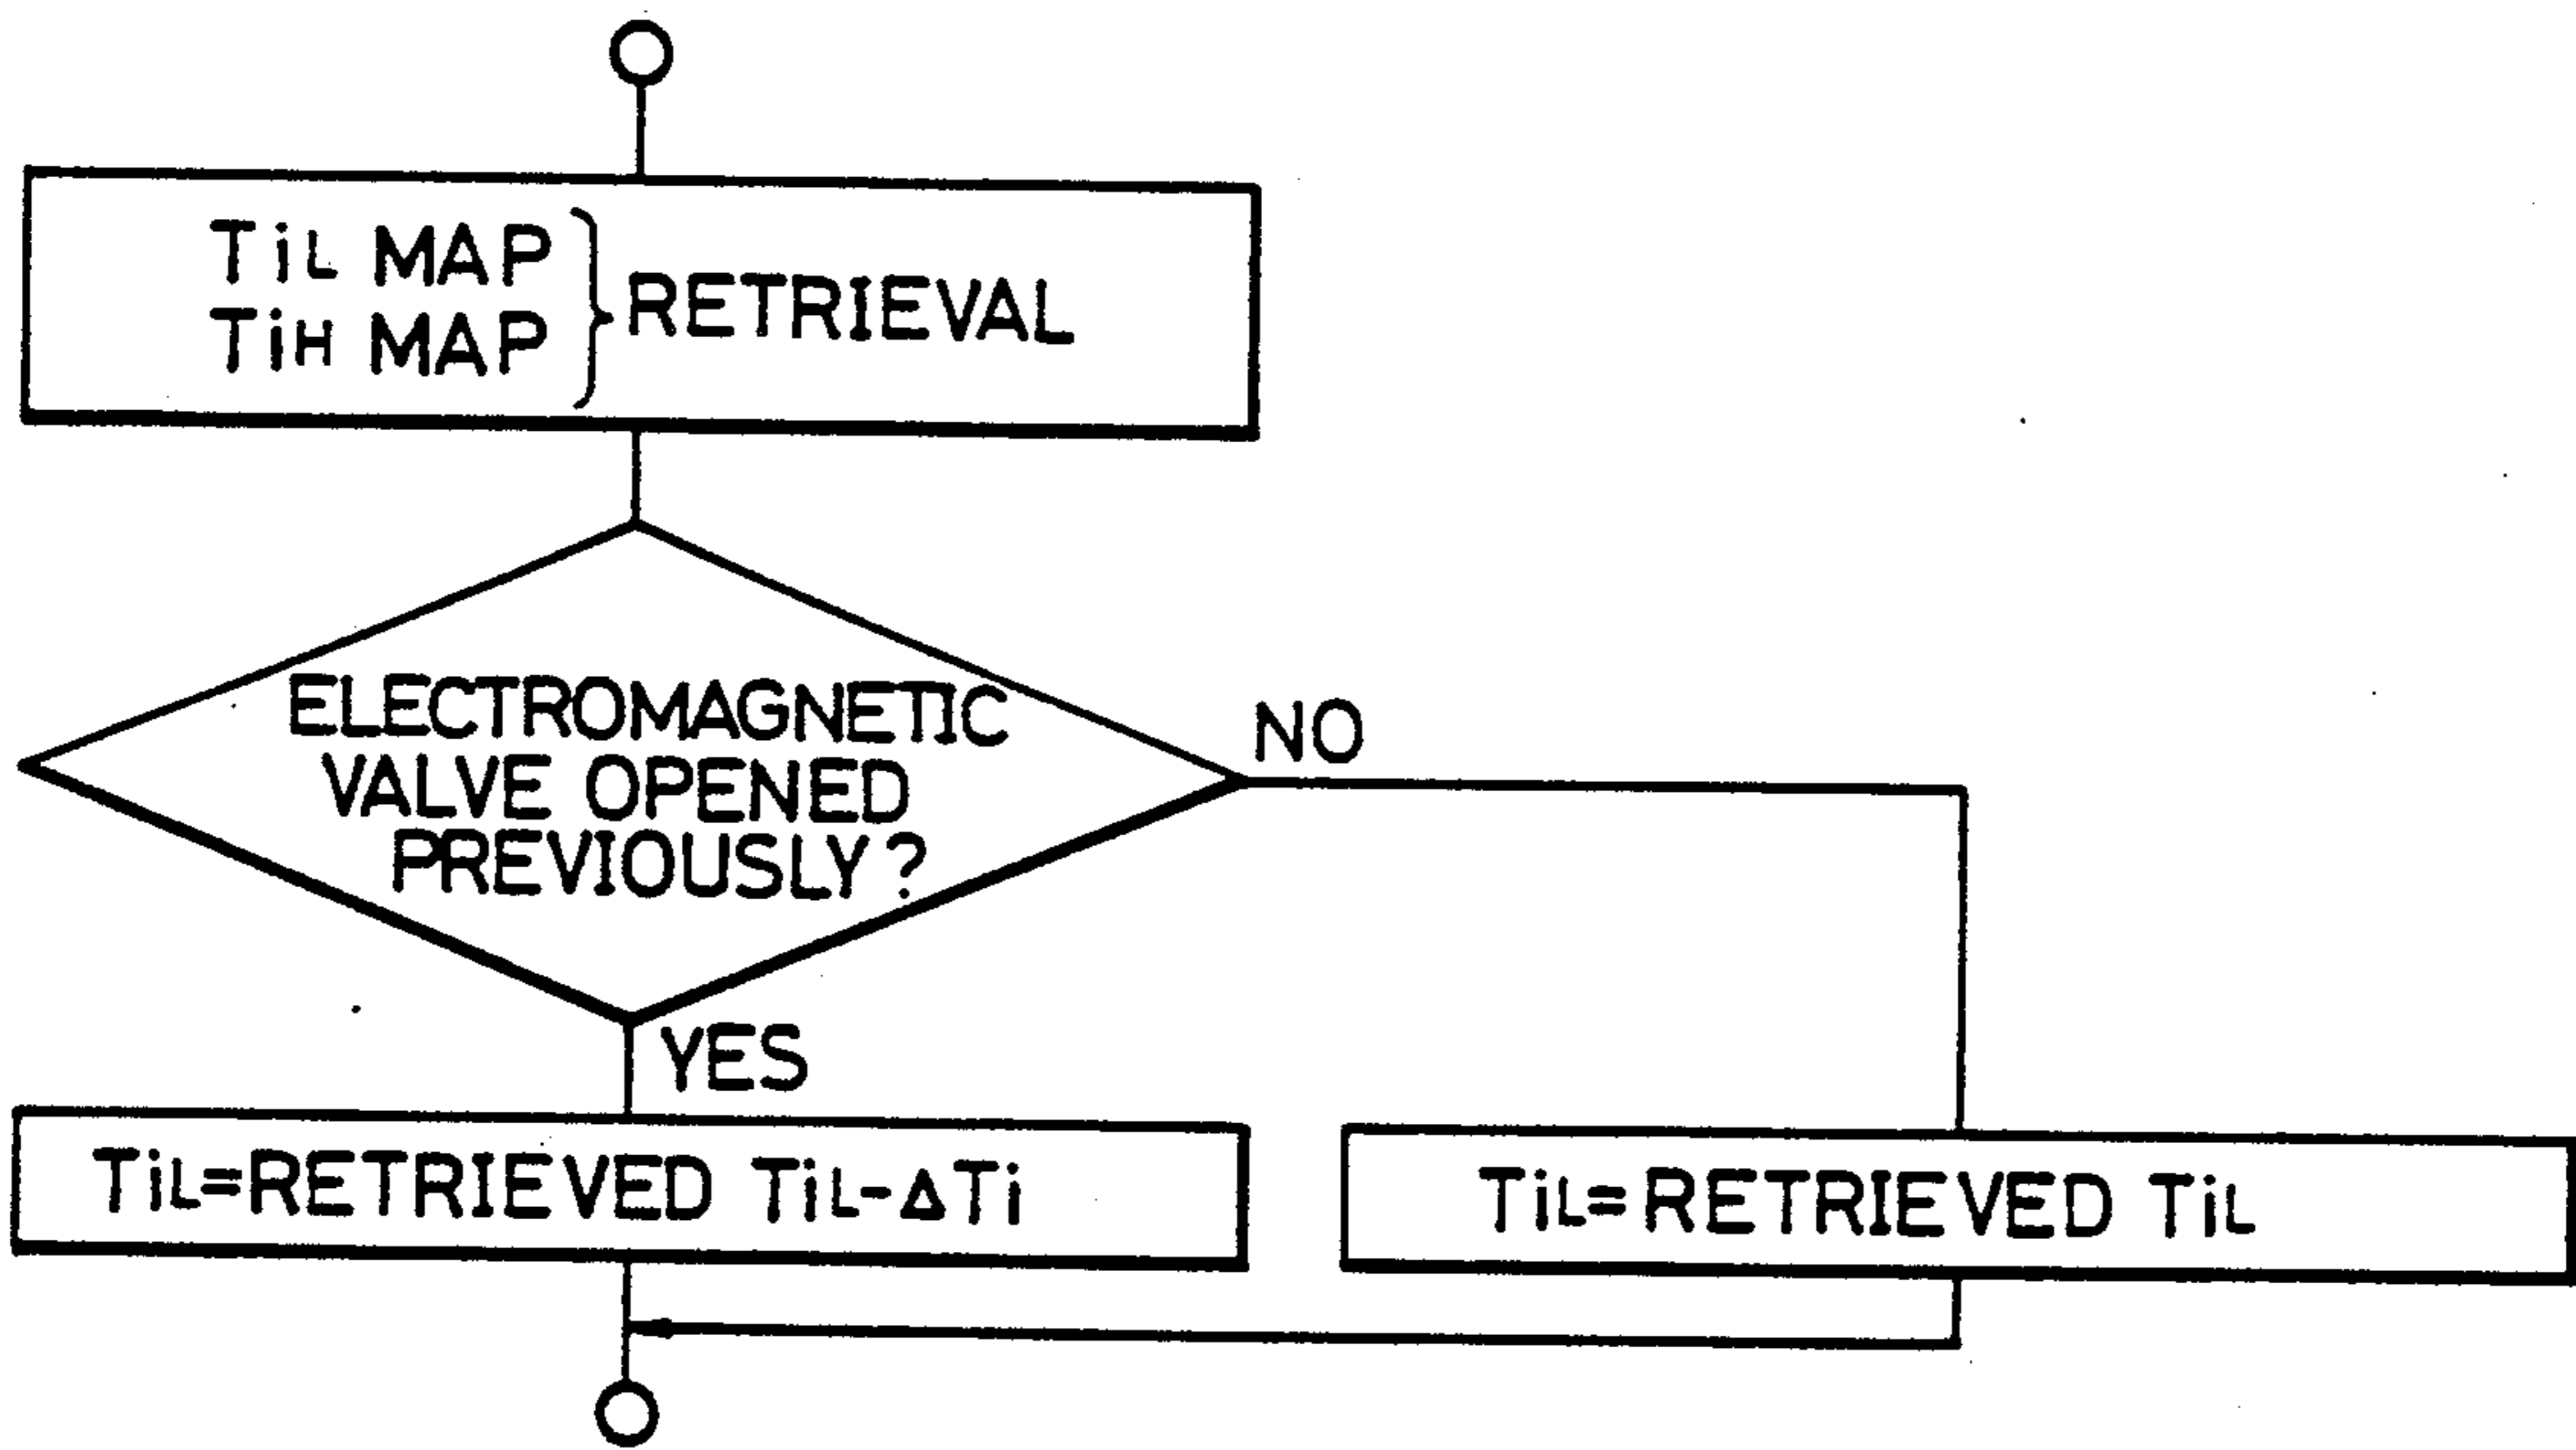 TiL MAP
TiH MAP
RETRIEVAL
ELECTROMAGNETIC
VALVE OPENED
PREVIOUSLY?
NO
YES
TiL=RETRIEVED TiL-ΔTi
TiL=RETRIEVED TiL